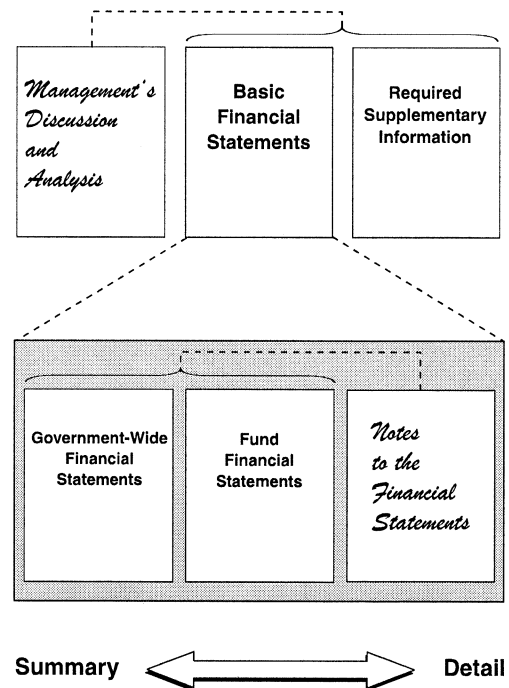 Management's
Discussion
and
Analysis
Basic
Financial
Statements
Required
Supplementary
Information
Government-Wide
Financial
Statements
Fund
Financial
Statements
Notes
to the
Financial
Statements
Summary
Detail